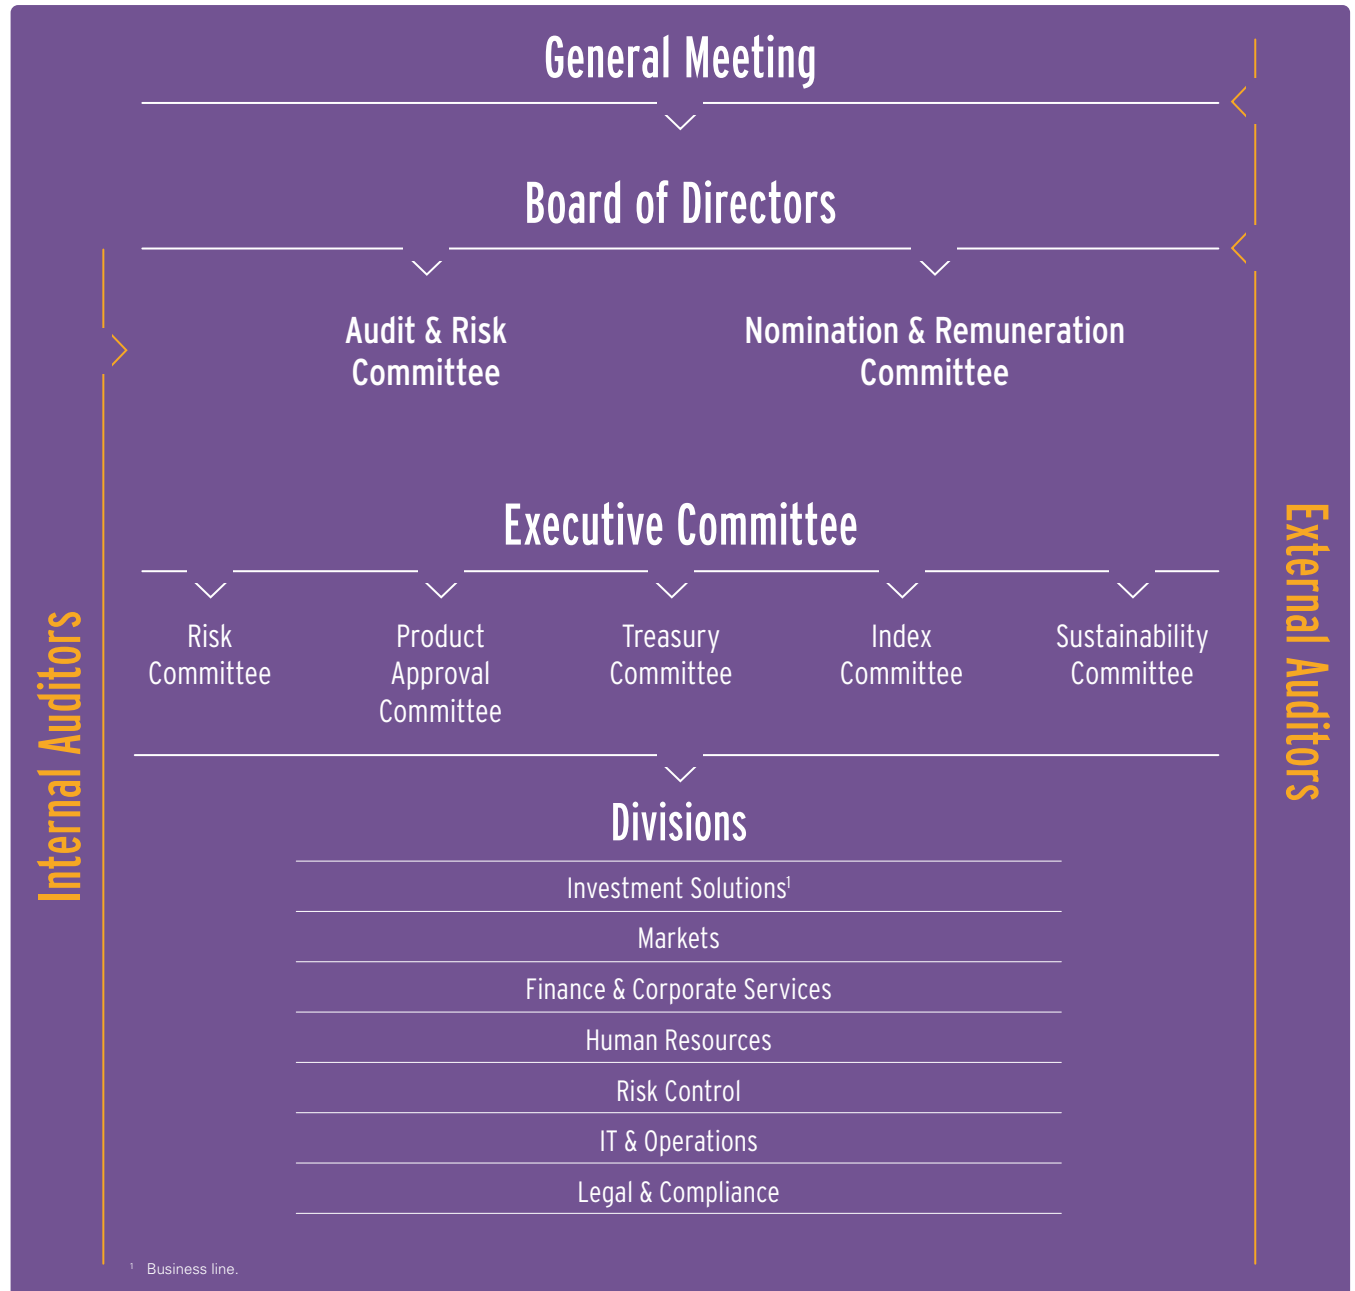 General Meeting
Board of Directors
Audit & Risk
Committee
Nomination & Remuneration
Committee
Executive Committee
Risk
Committee
Product
Approval
Committee
Treasury
Committee
Index
Committee
Sustainability
Committee
Internal Auditors
External Auditors
Divisions
Investment Solutions¹
Markets
Finance & Corporate Services
Human Resources
Risk Control
IT & Operations
Legal & Compliance
¹ Business line.